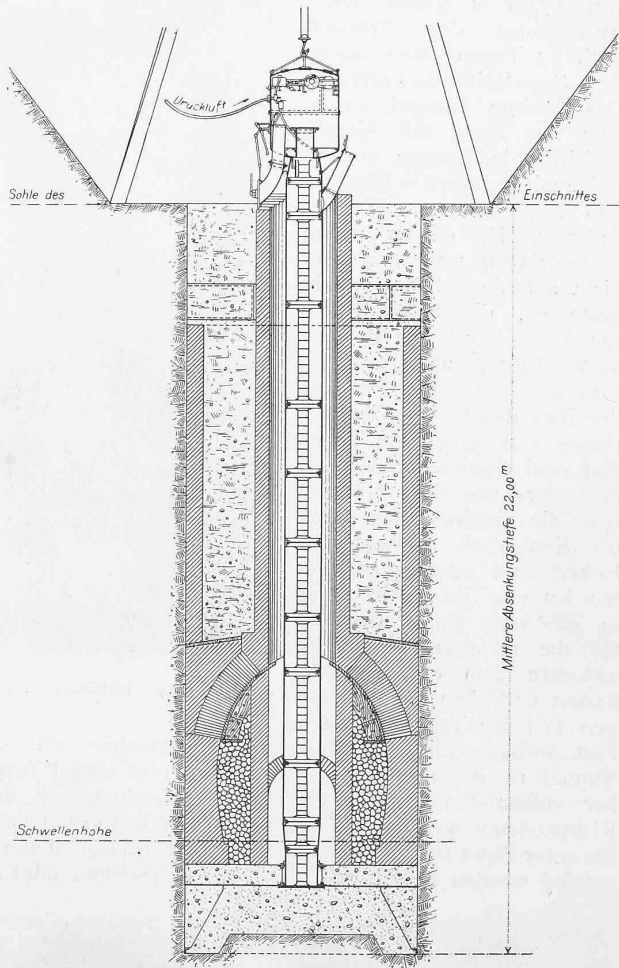 Druckluft
Sohle des
Einschnittes
Mittlere Absenkungstiefe 22,00 m
Schwellenhöhe